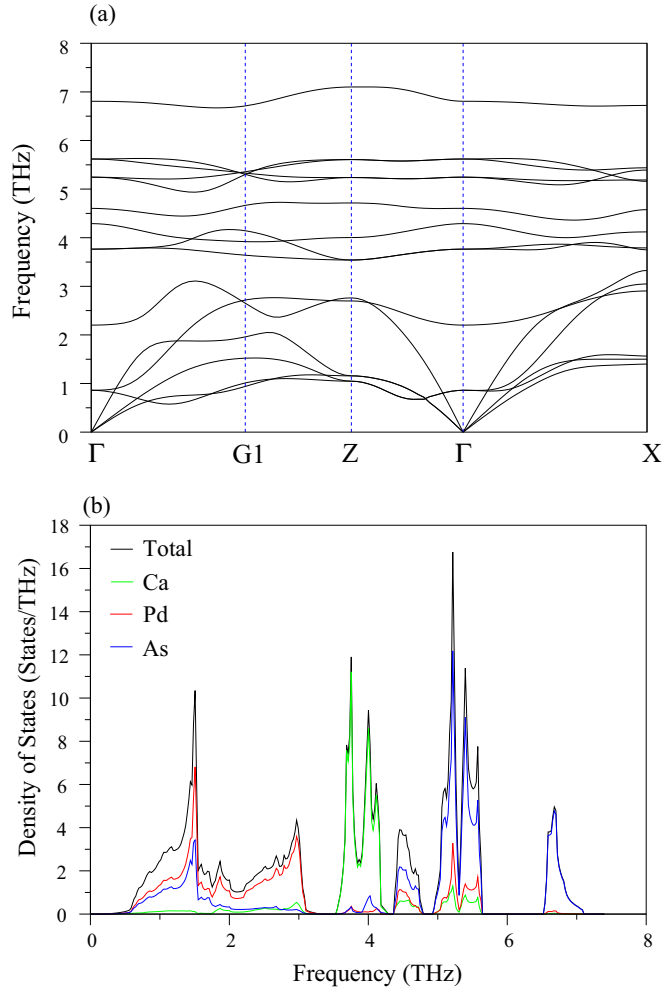 (a)
8
7
6
5
4
3
2
1
0
Frequency (THz)
Γ G1 Z Γ X
(b)
18
16
14
12
10
8
6
4
2
0
Density of States (States/THz)
Total
Ca
Pd
As
0 2 4 6 8
Frequency (THz)